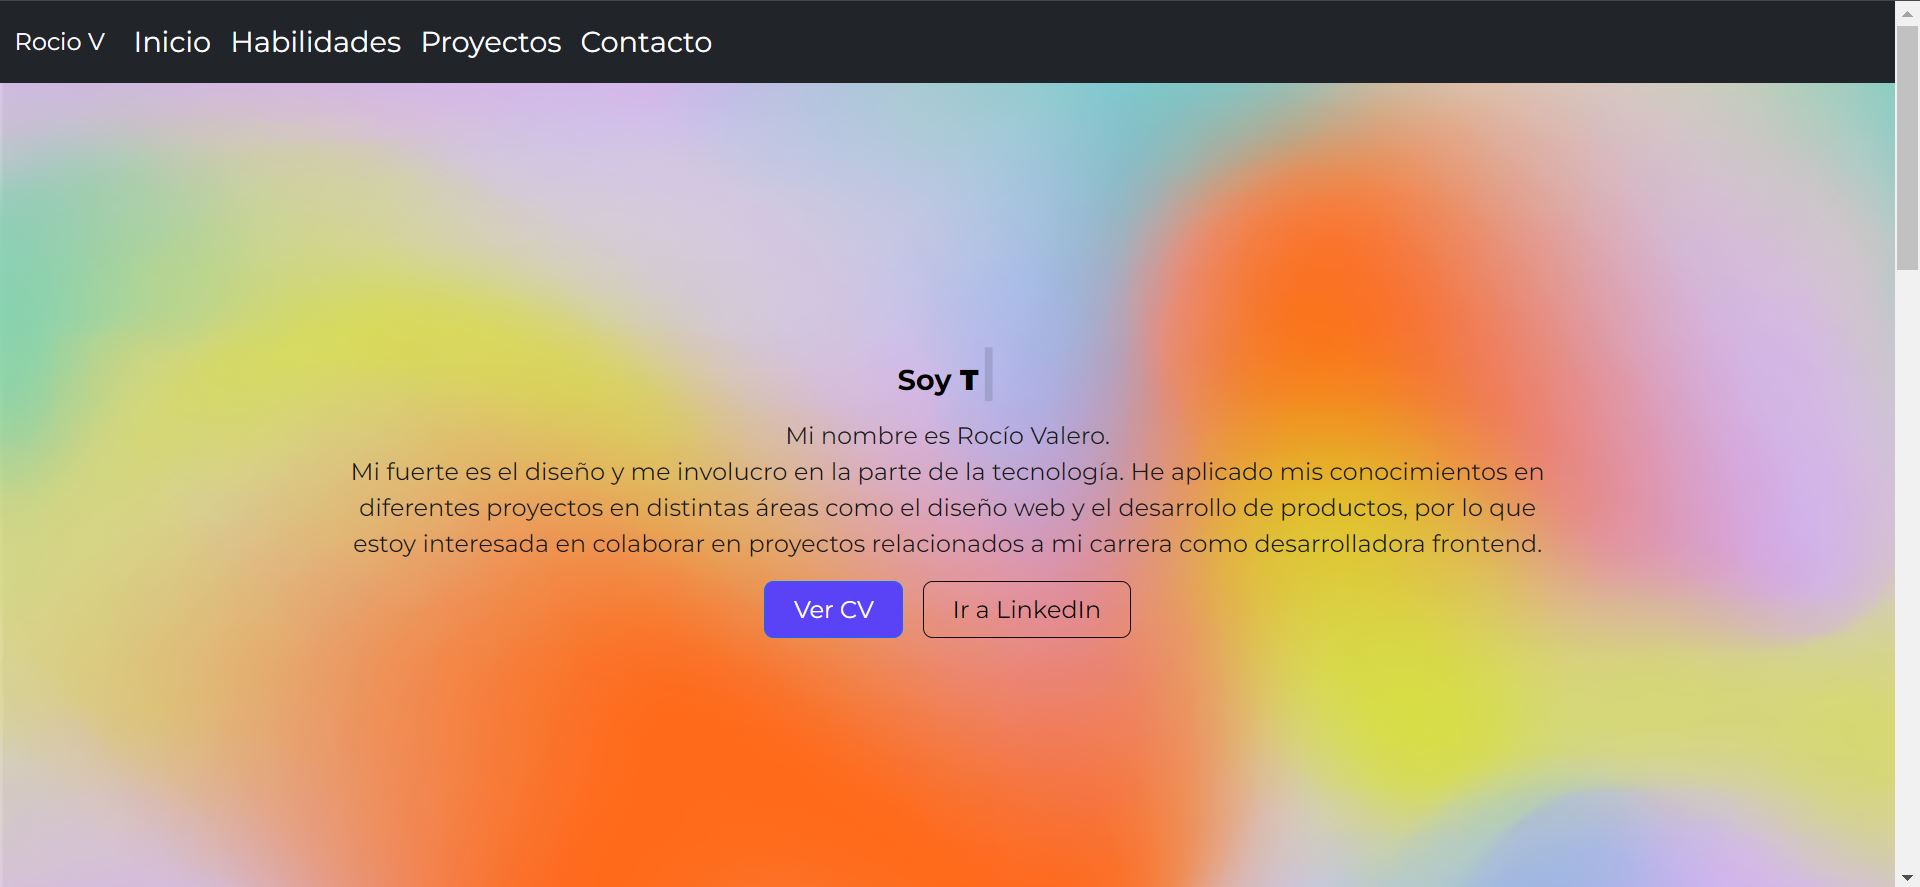 Rocio V Inicio Habilidades Proyectos Contacto
Soy T
Mi nombre es Rocío Valero.
Mi fuerte es el diseño y me involucro en la parte de la tecnología. He aplicado mis conocimientos en
diferentes proyectos en distintas áreas como el diseño web y el desarrollo de productos, por lo que
estoy interesada en colaborar en proyectos relacionados a mi carrera como desarrolladora frontend.
Ver CV Ir a LinkedIn